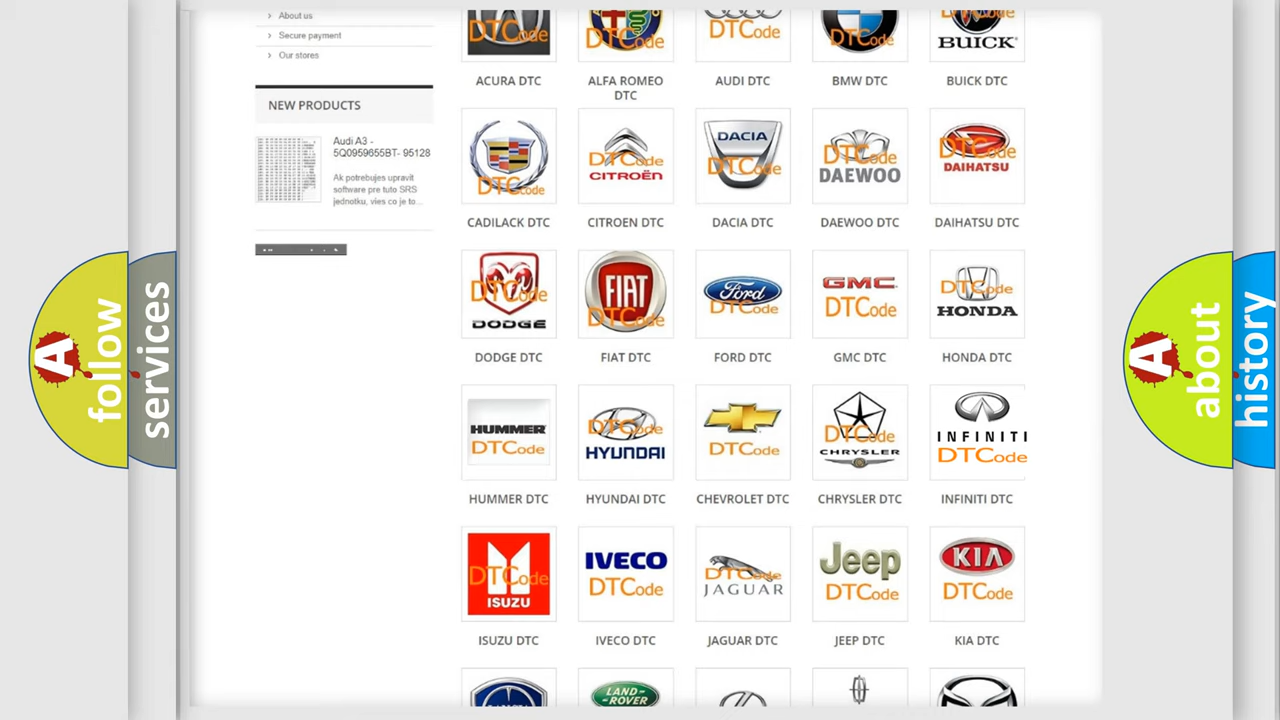 About us
Secure payment
Our stores
NEW PRODUCTS
Audi A3 -
5Q0959655BT- 95128
Ak potrebujes upravit
software pre tuto SRS
jednotku, vies co je to...
DTCode
DTCode
DTCode
DTCode
BUICK
ACURA DTC
ALFA ROMEO
DTC
AUDI DTC
BMW DTC
BUICK DTC
DTCode
DTCode
CITROËN
DACIA
DTCode
DTCode
DAEWOO
DTCode
DAIHATSU
CADILACK DTC
CITROEN DTC
DACIA DTC
DAEWOO DTC
DAIHATSU DTC
DTCode
DODGE
FIAT
DTCode
Ford
DTCode
GMC
DTCode
DTCode
HONDA
DODGE DTC
FIAT DTC
FORD DTC
GMC DTC
HONDA DTC
HUMMER
DTCode
DTCode
HYUNDAI
DTCode
DTCode
CHRYSLER
INFINITI
DTCode
HUMMER DTC
HYUNDAI DTC
CHEVROLET DTC
CHRYSLER DTC
INFINITI DTC
DTCode
ISUZU
IVECO
DTCode
DTCode
JAGUAR
Jeep
DTCode
KIA
DTCode
ISUZU DTC
IVECO DTC
JAGUAR DTC
JEEP DTC
KIA DTC
LAND-
ROVER
A
follow
services
A
about
history